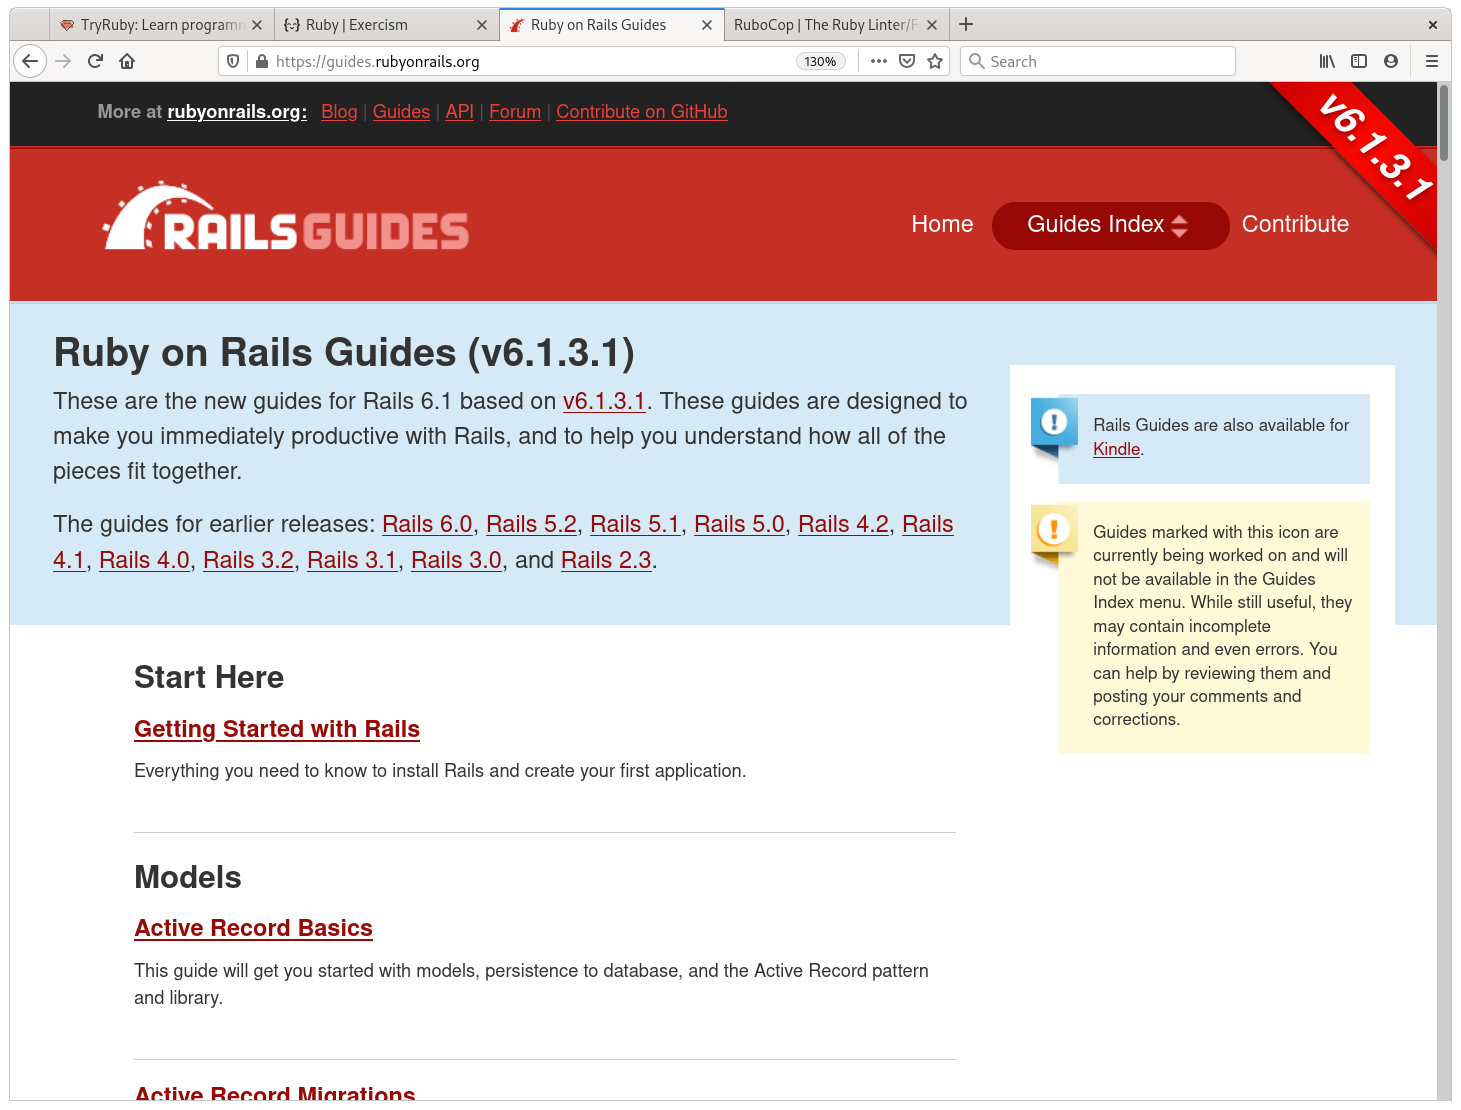 TryRuby: Learn programm
Ruby | Exercism
Ruby on Rails Guides
RuboCop | The Ruby Linter/F
https://guides.rubyonrails.org
130%
Search
More at rubyonrails.org: Blog | Guides | API | Forum | Contribute on GitHub
v6.1.3.1
RAILSGUIDES
Home
Guides Index
Contribute
Ruby on Rails Guides (v6.1.3.1)
These are the new guides for Rails 6.1 based on v6.1.3.1. These guides are designed to
make you immediately productive with Rails, and to help you understand how all of the
pieces fit together.
The guides for earlier releases: Rails 6.0, Rails 5.2, Rails 5.1, Rails 5.0, Rails 4.2, Rails
4.1, Rails 4.0, Rails 3.2, Rails 3.1, Rails 3.0, and Rails 2.3.
Rails Guides are also available for
Kindle.
Guides marked with this icon are
currently being worked on and will
not be available in the Guides
Index menu. While still useful, they
may contain incomplete
information and even errors. You
can help by reviewing them and
posting your comments and
corrections.
Start Here
Getting Started with Rails
Everything you need to know to install Rails and create your first application.
Models
Active Record Basics
This guide will get you started with models, persistence to database, and the Active Record pattern
and library.
Active Record Migrations